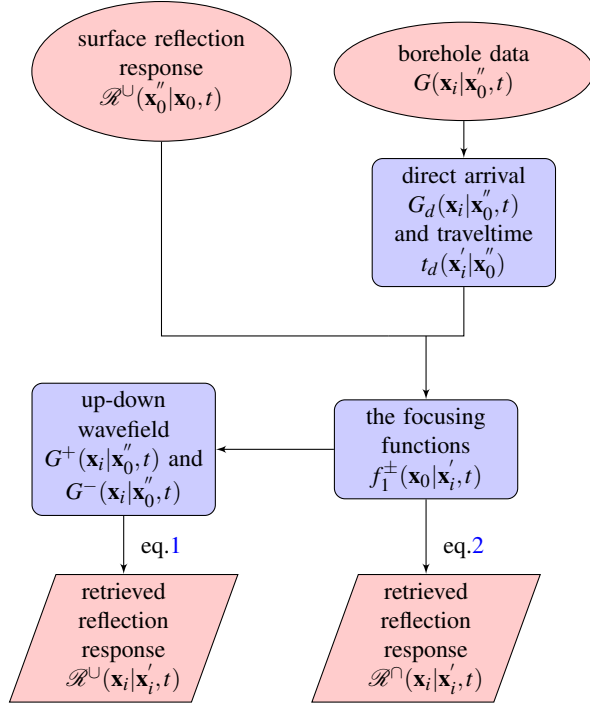 surface reflection
response
ℛ^∪(𝐱₀″|𝐱₀, t)
borehole data
G(𝐱ᵢ|𝐱₀″, t)
direct arrival
G_d(𝐱ᵢ|𝐱₀″, t)
and traveltime
t_d(𝐱ᵢ′|𝐱₀″)
up-down
wavefield
G⁺(𝐱ᵢ|𝐱₀″, t) and
G⁻(𝐱ᵢ|𝐱₀″, t)
the focusing
functions
f₁^±(𝐱₀|𝐱ᵢ′, t)
eq.1
eq.2
retrieved
reflection
response
ℛ^∪(𝐱ᵢ|𝐱ᵢ′, t)
retrieved
reflection
response
ℛ^∩(𝐱ᵢ|𝐱ᵢ′, t)